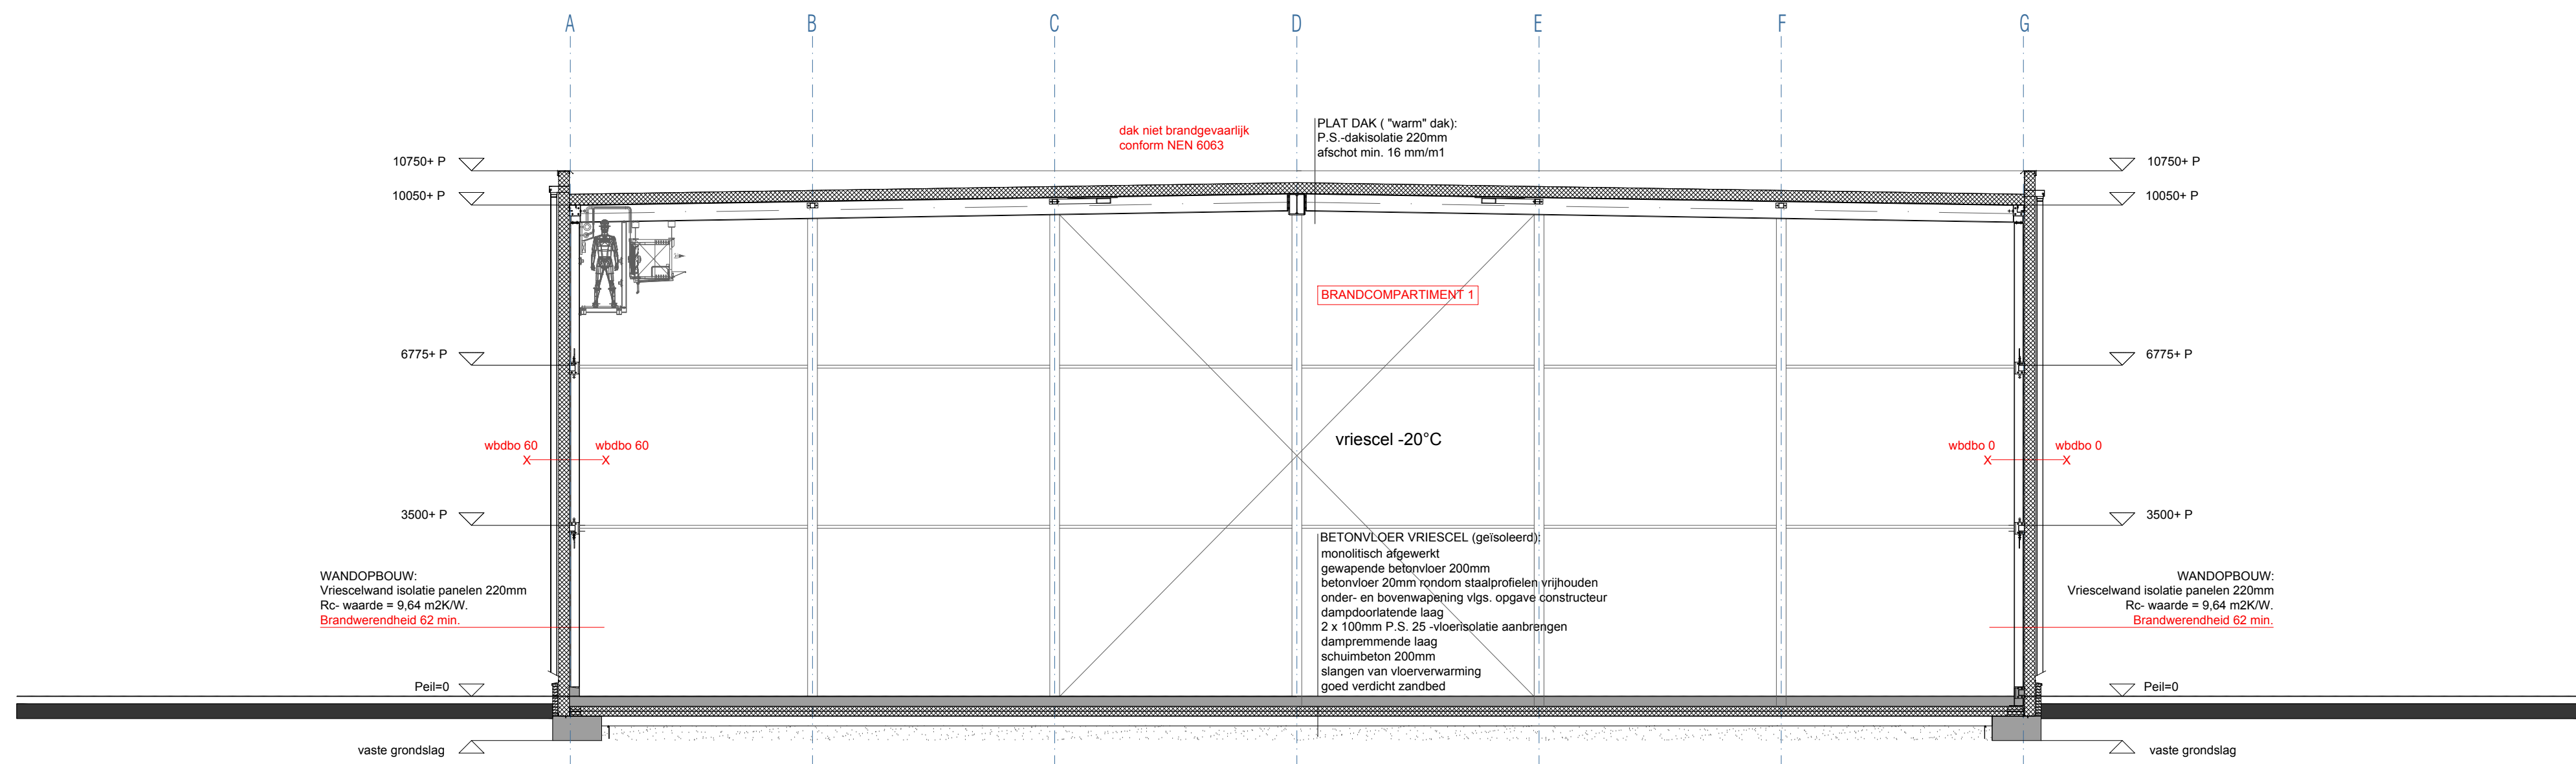 A B C D E F G
dak niet brandgevaarlijk
conform NEN 6063
PLAT DAK ( "warm" dak):
P.S.-dakisolatie 220mm
afschot min. 16 mm/m1
10750+ P
10750+ P
10050+ P
10050+ P
BRANDCOMPARTIMENT 1
6775+ P
6775+ P
vriescel -20°C
wbdbo 60
X
wbdbo 60
X
wbdbo 0
X
wbdbo 0
X
3500+ P
3500+ P
BETONVLOER VRIESCEL (geïsoleerd):
monolitisch afgewerkt
gewapende betonvloer 200mm
betonvloer 20mm rondom staalprofielen vrijhouden
onder- en bovenwapening vlgs. opgave constructeur
dampdoorlatende laag
2 x 100mm P.S. 25 -vloerisolatie aanbrengen
dampremmende laag
schuimbeton 200mm
slangen van vloerverwarming
goed verdicht zandbed
WANDOPBOUW:
Vriescelwand isolatie panelen 220mm
Rc- waarde = 9,64 m2K/W.
Brandwerendheid 62 min.
WANDOPBOUW:
Vriescelwand isolatie panelen 220mm
Rc- waarde = 9,64 m2K/W.
Brandwerendheid 62 min.
Peil=0
Peil=0
vaste grondslag
vaste grondslag